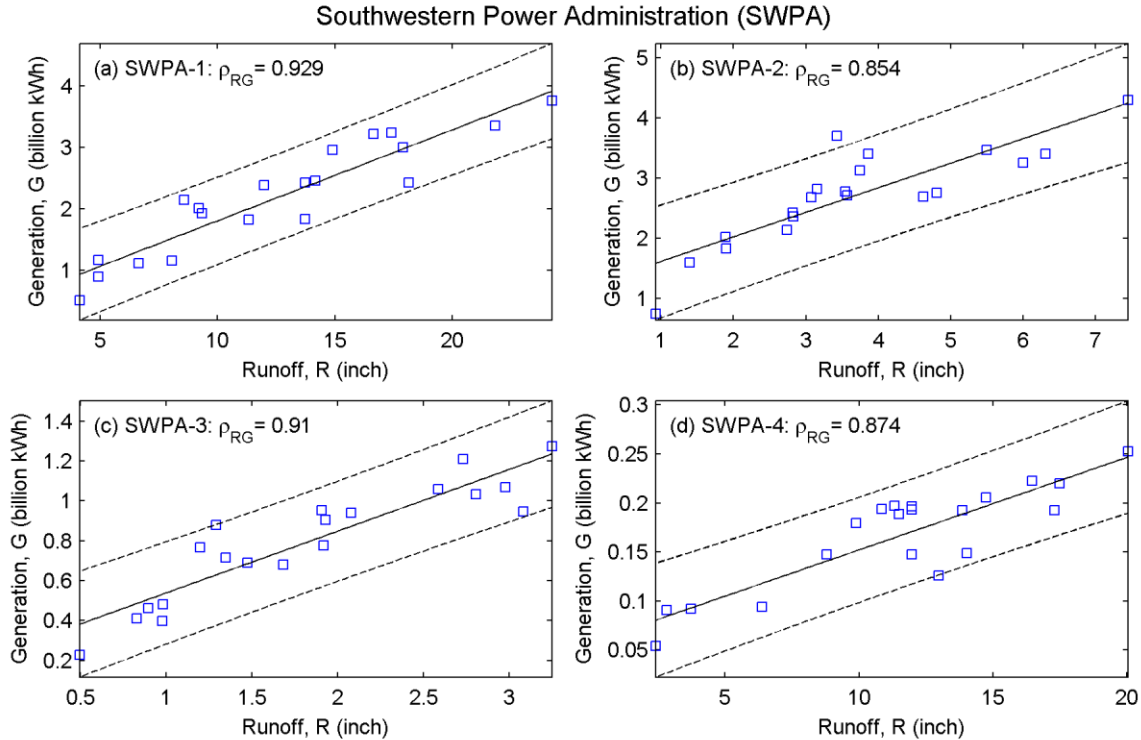 Southwestern Power Administration (SWPA)
(a) SWPA-1: ρRG= 0.929
Generation, G (billion kWh)
4
3
2
1
5 10 15 20
Runoff, R (inch)
(b) SWPA-2: ρRG= 0.854
Generation, G (billion kWh)
5
4
3
2
1
1 2 3 4 5 6 7
Runoff, R (inch)
(c) SWPA-3: ρRG= 0.91
Generation, G (billion kWh)
1.4
1.2
1
0.8
0.6
0.4
0.2
0.5 1 1.5 2 2.5 3
Runoff, R (inch)
(d) SWPA-4: ρRG= 0.874
Generation, G (billion kWh)
0.3
0.25
0.2
0.15
0.1
0.05
5 10 15 20
Runoff, R (inch)